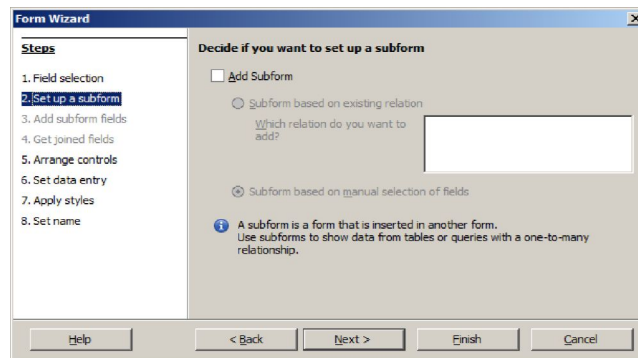 Form Wizard
Steps
1. Field selection
2. Set up a subform
3. Add subform fields
4. Get joined fields
5. Arrange controls
6. Set data entry
7. Apply styles
8. Set name
Decide if you want to set up a subform
Add Subform
Subform based on existing relation
Which relation do you want to
add?
Subform based on manual selection of fields
A subform is a form that is inserted in another form.
Use subforms to show data from tables or queries with a one-to-many
relationship.
Help
< Back
Next >
Finish
Cancel